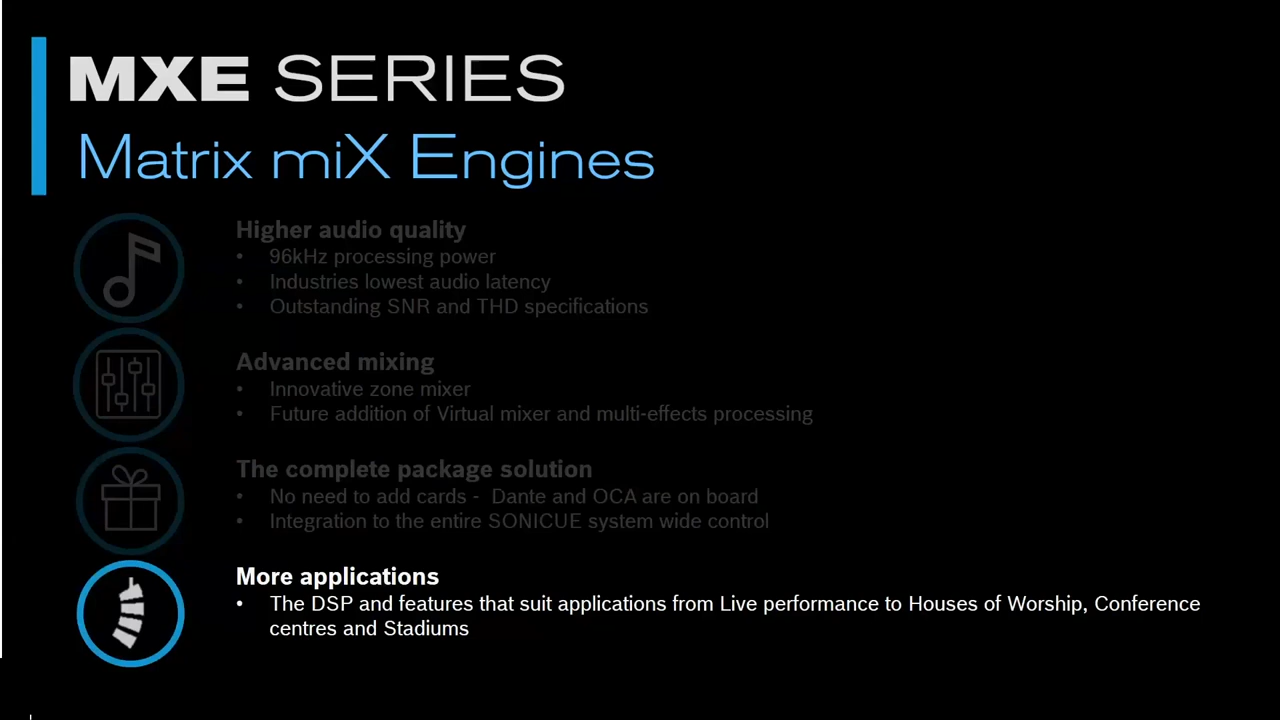 MXE SERIES
Matrix miX Engines
Higher audio quality
• 96kHz processing power
• Industries lowest audio latency
• Outstanding SNR and THD specifications
Advanced mixing
• Innovative zone mixer
• Future addition of Virtual mixer and multi-effects processing
The complete package solution
• No need to add cards - Dante and OCA are on board
• Integration to the entire SONICUE system wide control
More applications
• The DSP and features that suit applications from Live performance to Houses of Worship, Conference
centres and Stadiums